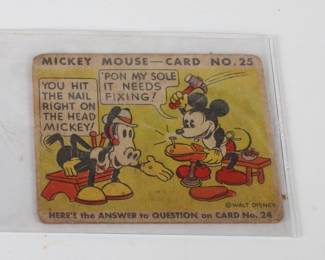 MICKEY MOUSE — CARD NO. 25
YOU HIT
THE NAIL
RIGHT ON
THE HEAD
MICKEY!
'PON MY SOLE
IT NEEDS
FIXING!
© WALT DISNEY
HERE'S the ANSWER to QUESTION on CARD No. 24